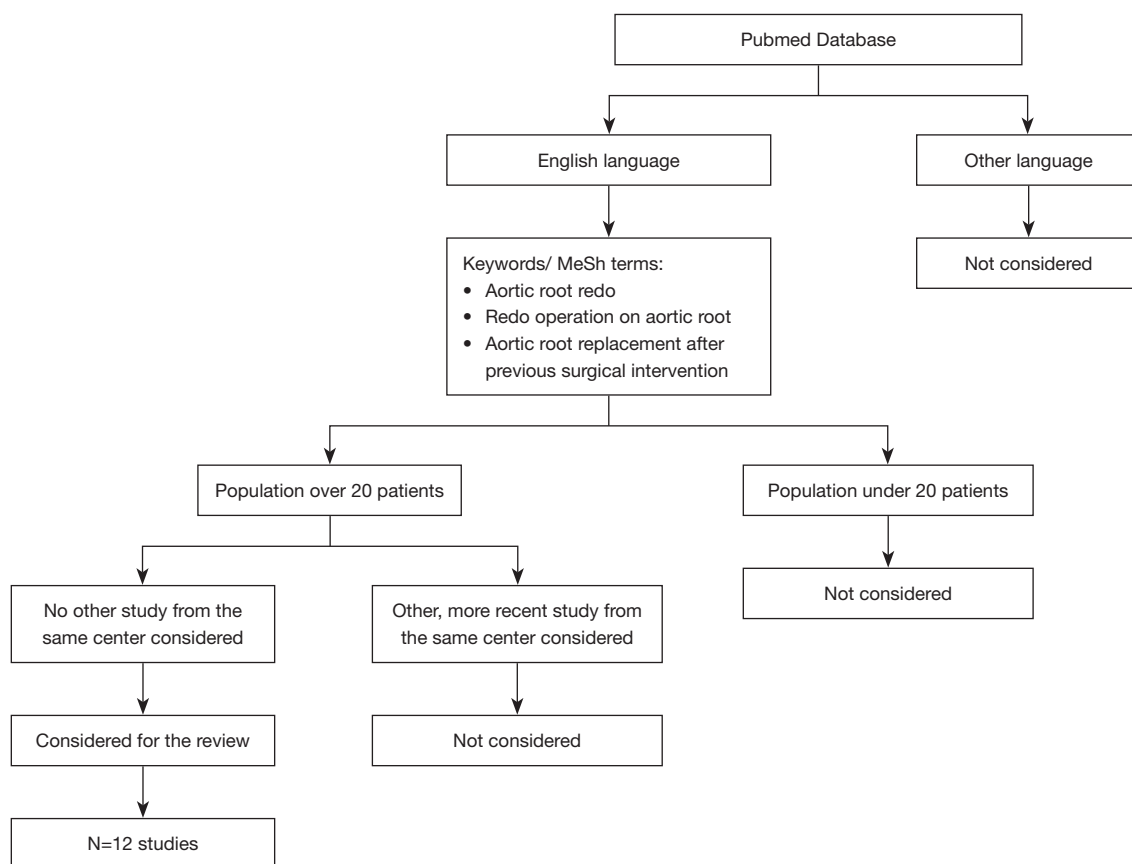 Pubmed Database
English language
Other language
Keywords/ MeSh terms:
• Aortic root redo
• Redo operation on aortic root
• Aortic root replacement after
previous surgical intervention
Not considered
Population over 20 patients
Population under 20 patients
No other study from the
same center considered
Other, more recent study from
the same center considered
Not considered
Considered for the review
Not considered
N=12 studies